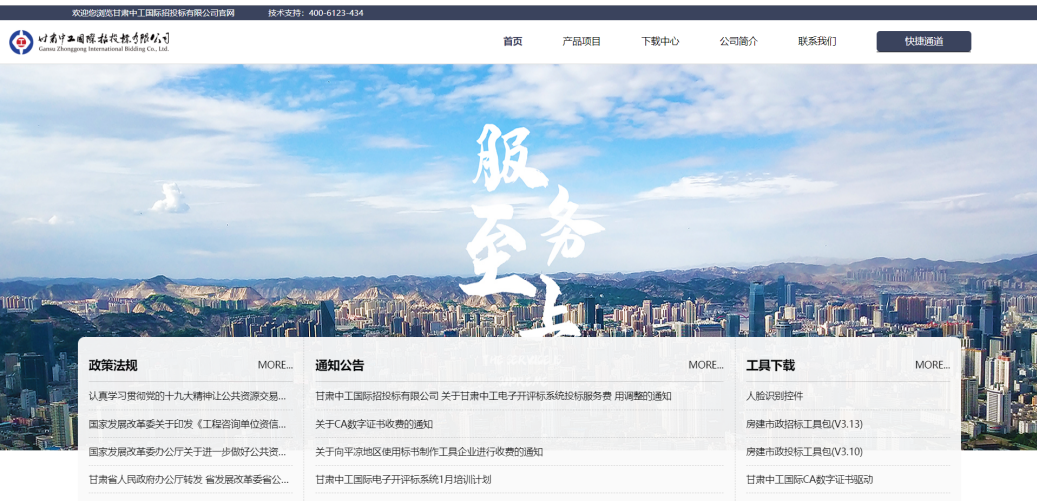 欢迎您浏览甘肃中工国际招投标有限公司官网 技术支持：400-6123-434
甘肃中工国际招投标有限公司
Gansu Zhonggong International Bidding Co., Ltd.
首页 产品项目 下载中心 公司简介 联系我们 快捷通道
服务至上
政策法规 MORE...
认真学习贯彻党的十九大精神让公共资源交易...
国家发展改革委关于印发《工程咨询单位资信...
国家发展改革委办公厅关于进一步做好公共资...
甘肃省人民政府办公厅转发 省发展改革委省公...
通知公告 MORE...
甘肃中工国际招投标有限公司 关于甘肃中工电子开评标系统投标服务费 用调整的通知
关于CA数字证书收费的通知
关于向平凉地区使用标书制作工具企业进行收费的通知
甘肃中工国际电子开评标系统1月培训计划
工具下载 MORE...
人脸识别控件
房建市政招标工具包(V3.13)
房建市政投标工具包(V3.10)
甘肃中工国际CA数字证书驱动